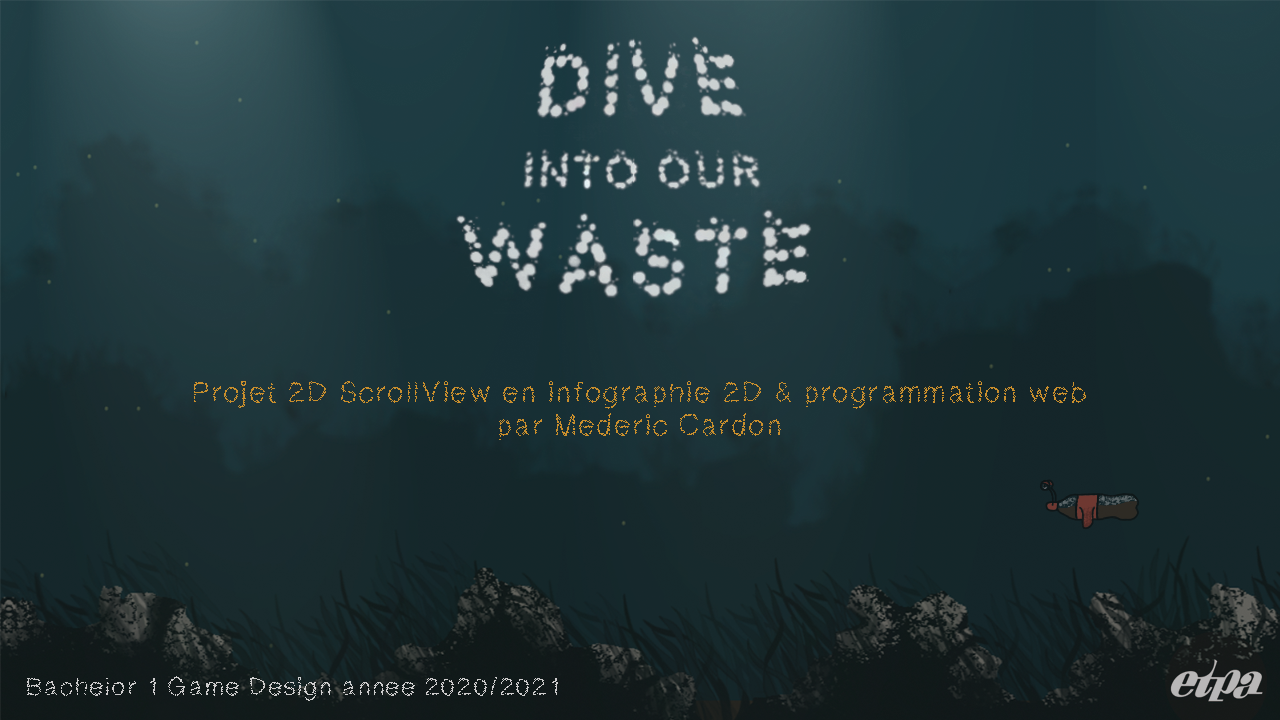 DIVE
INTO OUR
WASTE
Projet 2D ScrollView en infographie 2D & programmation web
par Mederic Cardon
Bachelor 1 Game Design annee 2020/2021
etpa